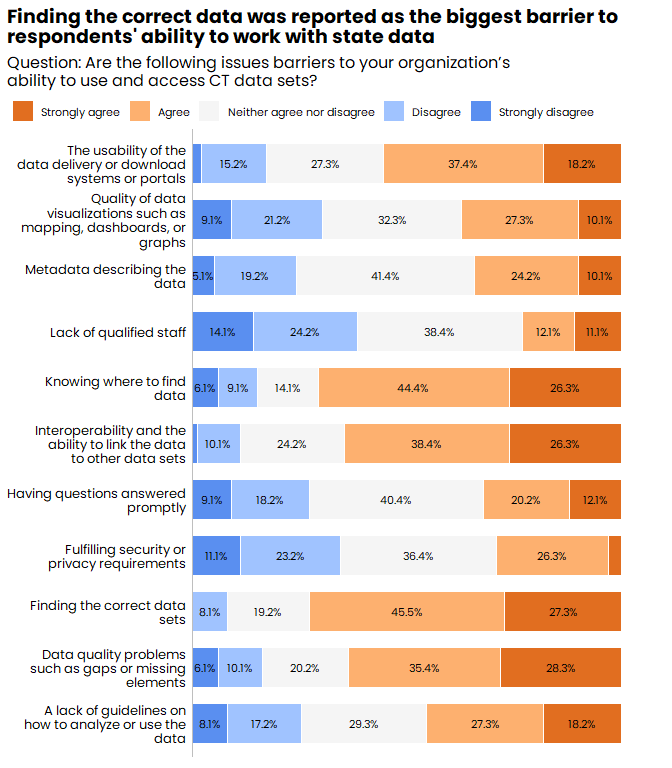 Finding the correct data was reported as the biggest barrier to
respondents' ability to work with state data
Question: Are the following issues barriers to your organization's
ability to use and access CT data sets?
Strongly agree Agree Neither agree nor disagree Disagree Strongly disagree
The usability of the
data delivery or download
systems or portals
15.2% 27.3% 37.4% 18.2%
Quality of data
visualizations such as
mapping, dashboards, or
graphs
9.1% 21.2% 32.3% 27.3% 10.1%
Metadata describing the
data
5.1% 19.2% 41.4% 24.2% 10.1%
Lack of qualified staff
14.1% 24.2% 38.4% 12.1% 11.1%
Knowing where to find
data
6.1% 9.1% 14.1% 44.4% 26.3%
Interoperability and the
ability to link the data
to other data sets
10.1% 24.2% 38.4% 26.3%
Having questions answered
promptly
9.1% 18.2% 40.4% 20.2% 12.1%
Fulfilling security or
privacy requirements
11.1% 23.2% 36.4% 26.3%
Finding the correct data
sets
8.1% 19.2% 45.5% 27.3%
Data quality problems
such as gaps or missing
elements
6.1% 10.1% 20.2% 35.4% 28.3%
A lack of guidelines on
how to analyze or use the
data
8.1% 17.2% 29.3% 27.3% 18.2%